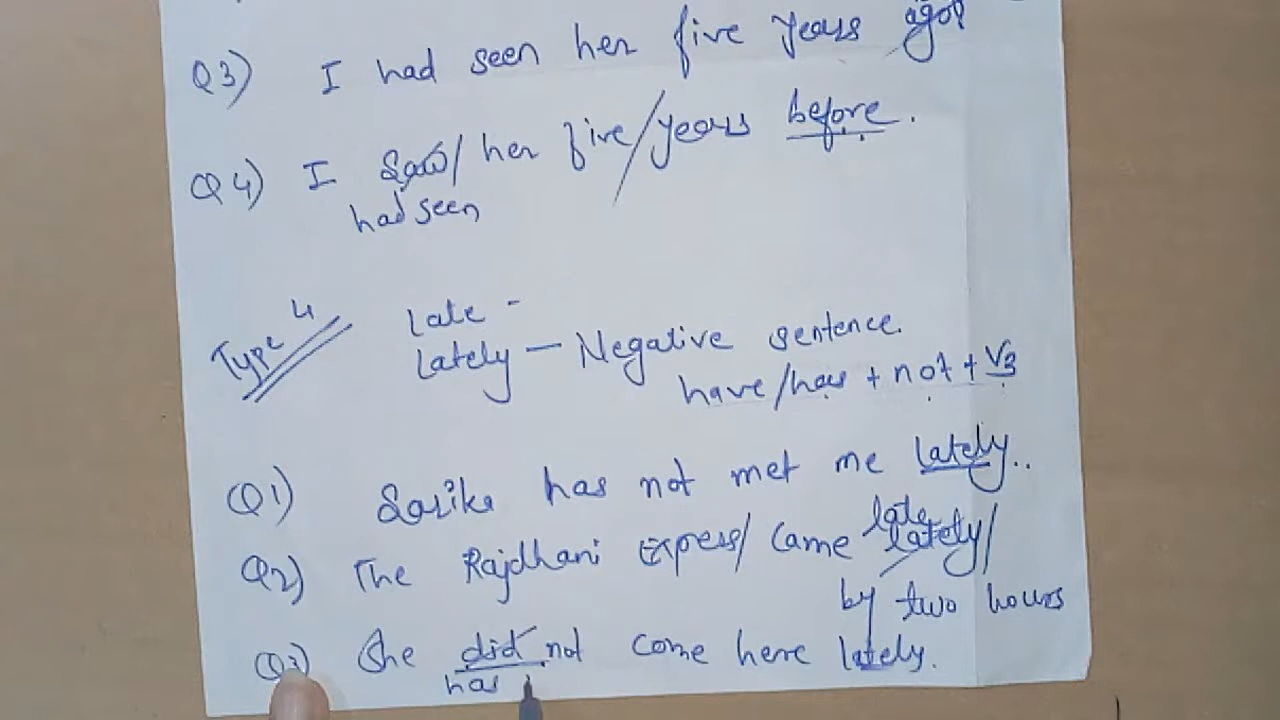 Q3) I had seen her five years ago
Q4) I saw/ her five/years before.
had seen
Type 4 Late -
Lately — Negative sentence.
have/has + not + V3
Q1) Sarika has not met me lately..
late
Q2) The Rajdhani Express/ came lately/
by two hours
Q3) She did not come here lately.
has